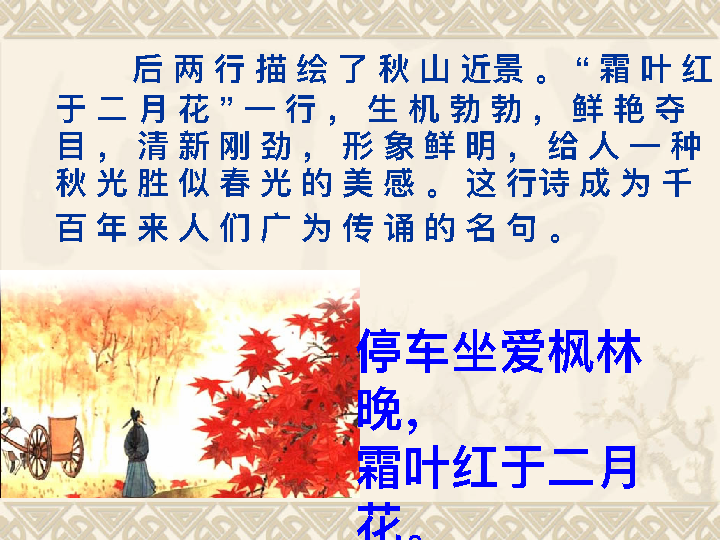 后两行描绘了秋山近景。“霜叶红
于二月花”一行，生机勃勃，鲜艳夺
目，清新刚劲，形象鲜明，给人一种
秋光胜似春光的美感。这行诗成为千
百年来人们广为传诵的名句。
停车坐爱枫林
晚，
霜叶红于二月
花。